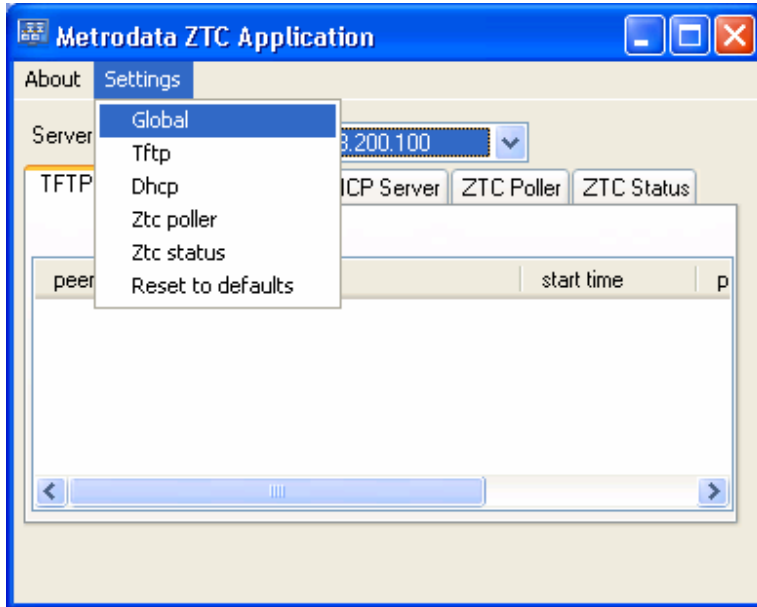 Metrodata ZTC Application
About Settings
Global
Server 3.200.100
Tftp
TFTP Dhcp CP Server ZTC Poller ZTC Status
Ztc poller
Ztc status
peer Reset to defaults start time p